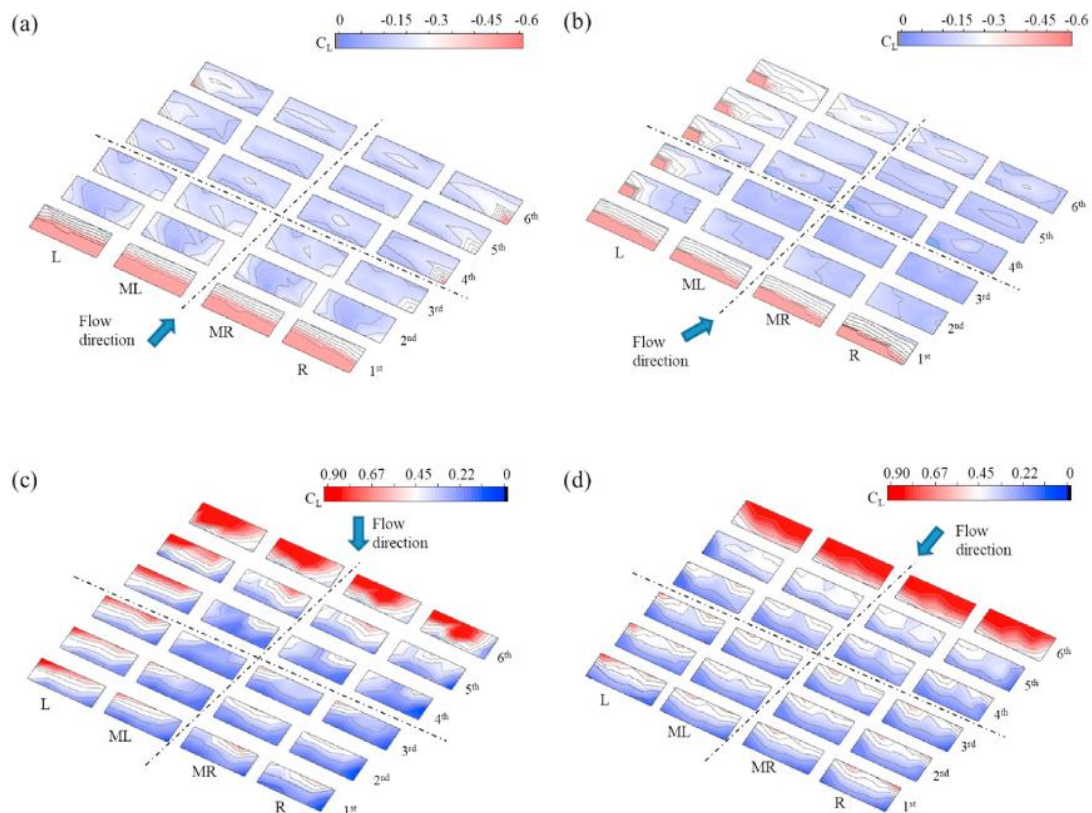 (a)
0 -0.15 -0.3 -0.45 -0.6
CL
6th
5th
4th
3rd
2nd
1st
L
ML
MR
R
Flow
direction
(b)
0 -0.15 -0.3 -0.45 -0.6
CL
6th
5th
4th
3rd
2nd
1st
L
ML
MR
R
Flow
direction
(c)
0.90 0.67 0.45 0.22 0
CL
Flow
direction
6th
5th
4th
3rd
2nd
1st
L
ML
MR
R
(d)
0.90 0.67 0.45 0.22 0
CL
Flow
direction
6th
5th
4th
3rd
2nd
1st
L
ML
MR
R